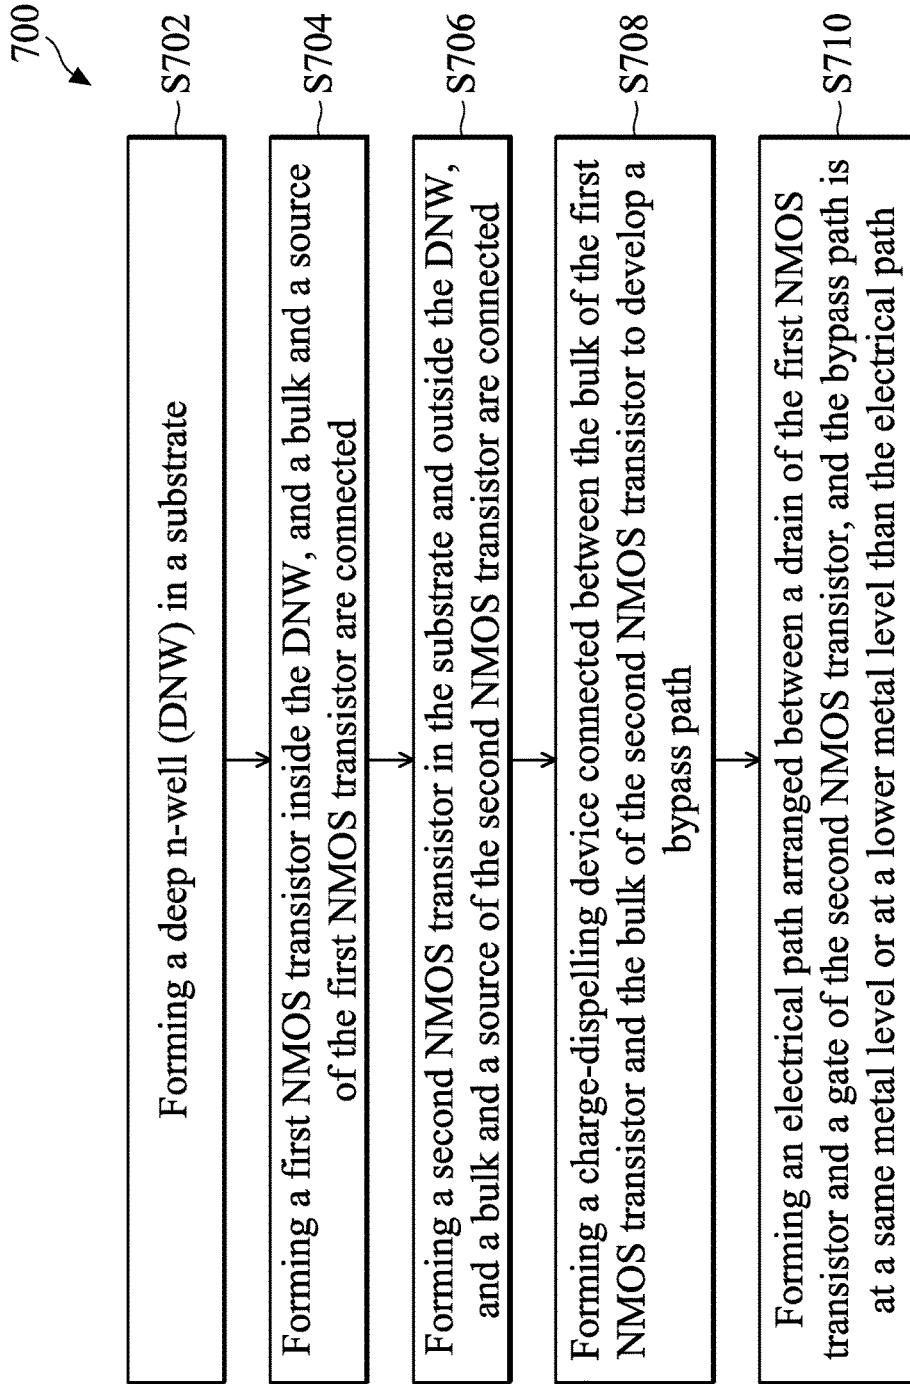 700
Forming a deep n-well (DNW) in a substrate
S702
Forming a first NMOS transistor inside the DNW, and a bulk and a source
of the first NMOS transistor are connected
S704
Forming a second NMOS transistor in the substrate and outside the DNW,
and a bulk and a source of the second NMOS transistor are connected
S706
Forming a charge-dispelling device connected between the bulk of the first
NMOS transistor and the bulk of the second NMOS transistor to develop a
bypass path
S708
Forming an electrical path arranged between a drain of the first NMOS
transistor and a gate of the second NMOS transistor, and the bypass path is
at a same metal level or at a lower metal level than the electrical path
S710